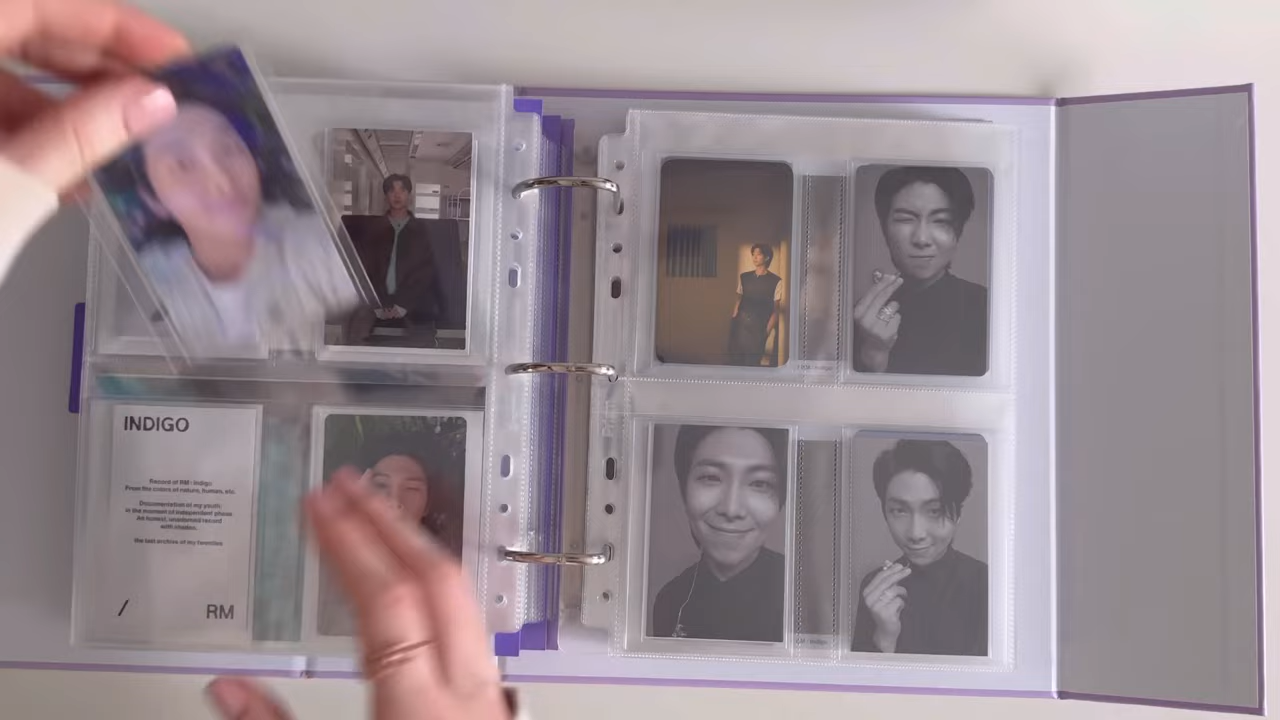 INDIGO
Record of RM : Indigo
From the colors of nature, human, etc.
Documentation of my youth
in the moment of independent phase
An honest, unadorned record
with shades.
the last archive of my twenties
/ RM